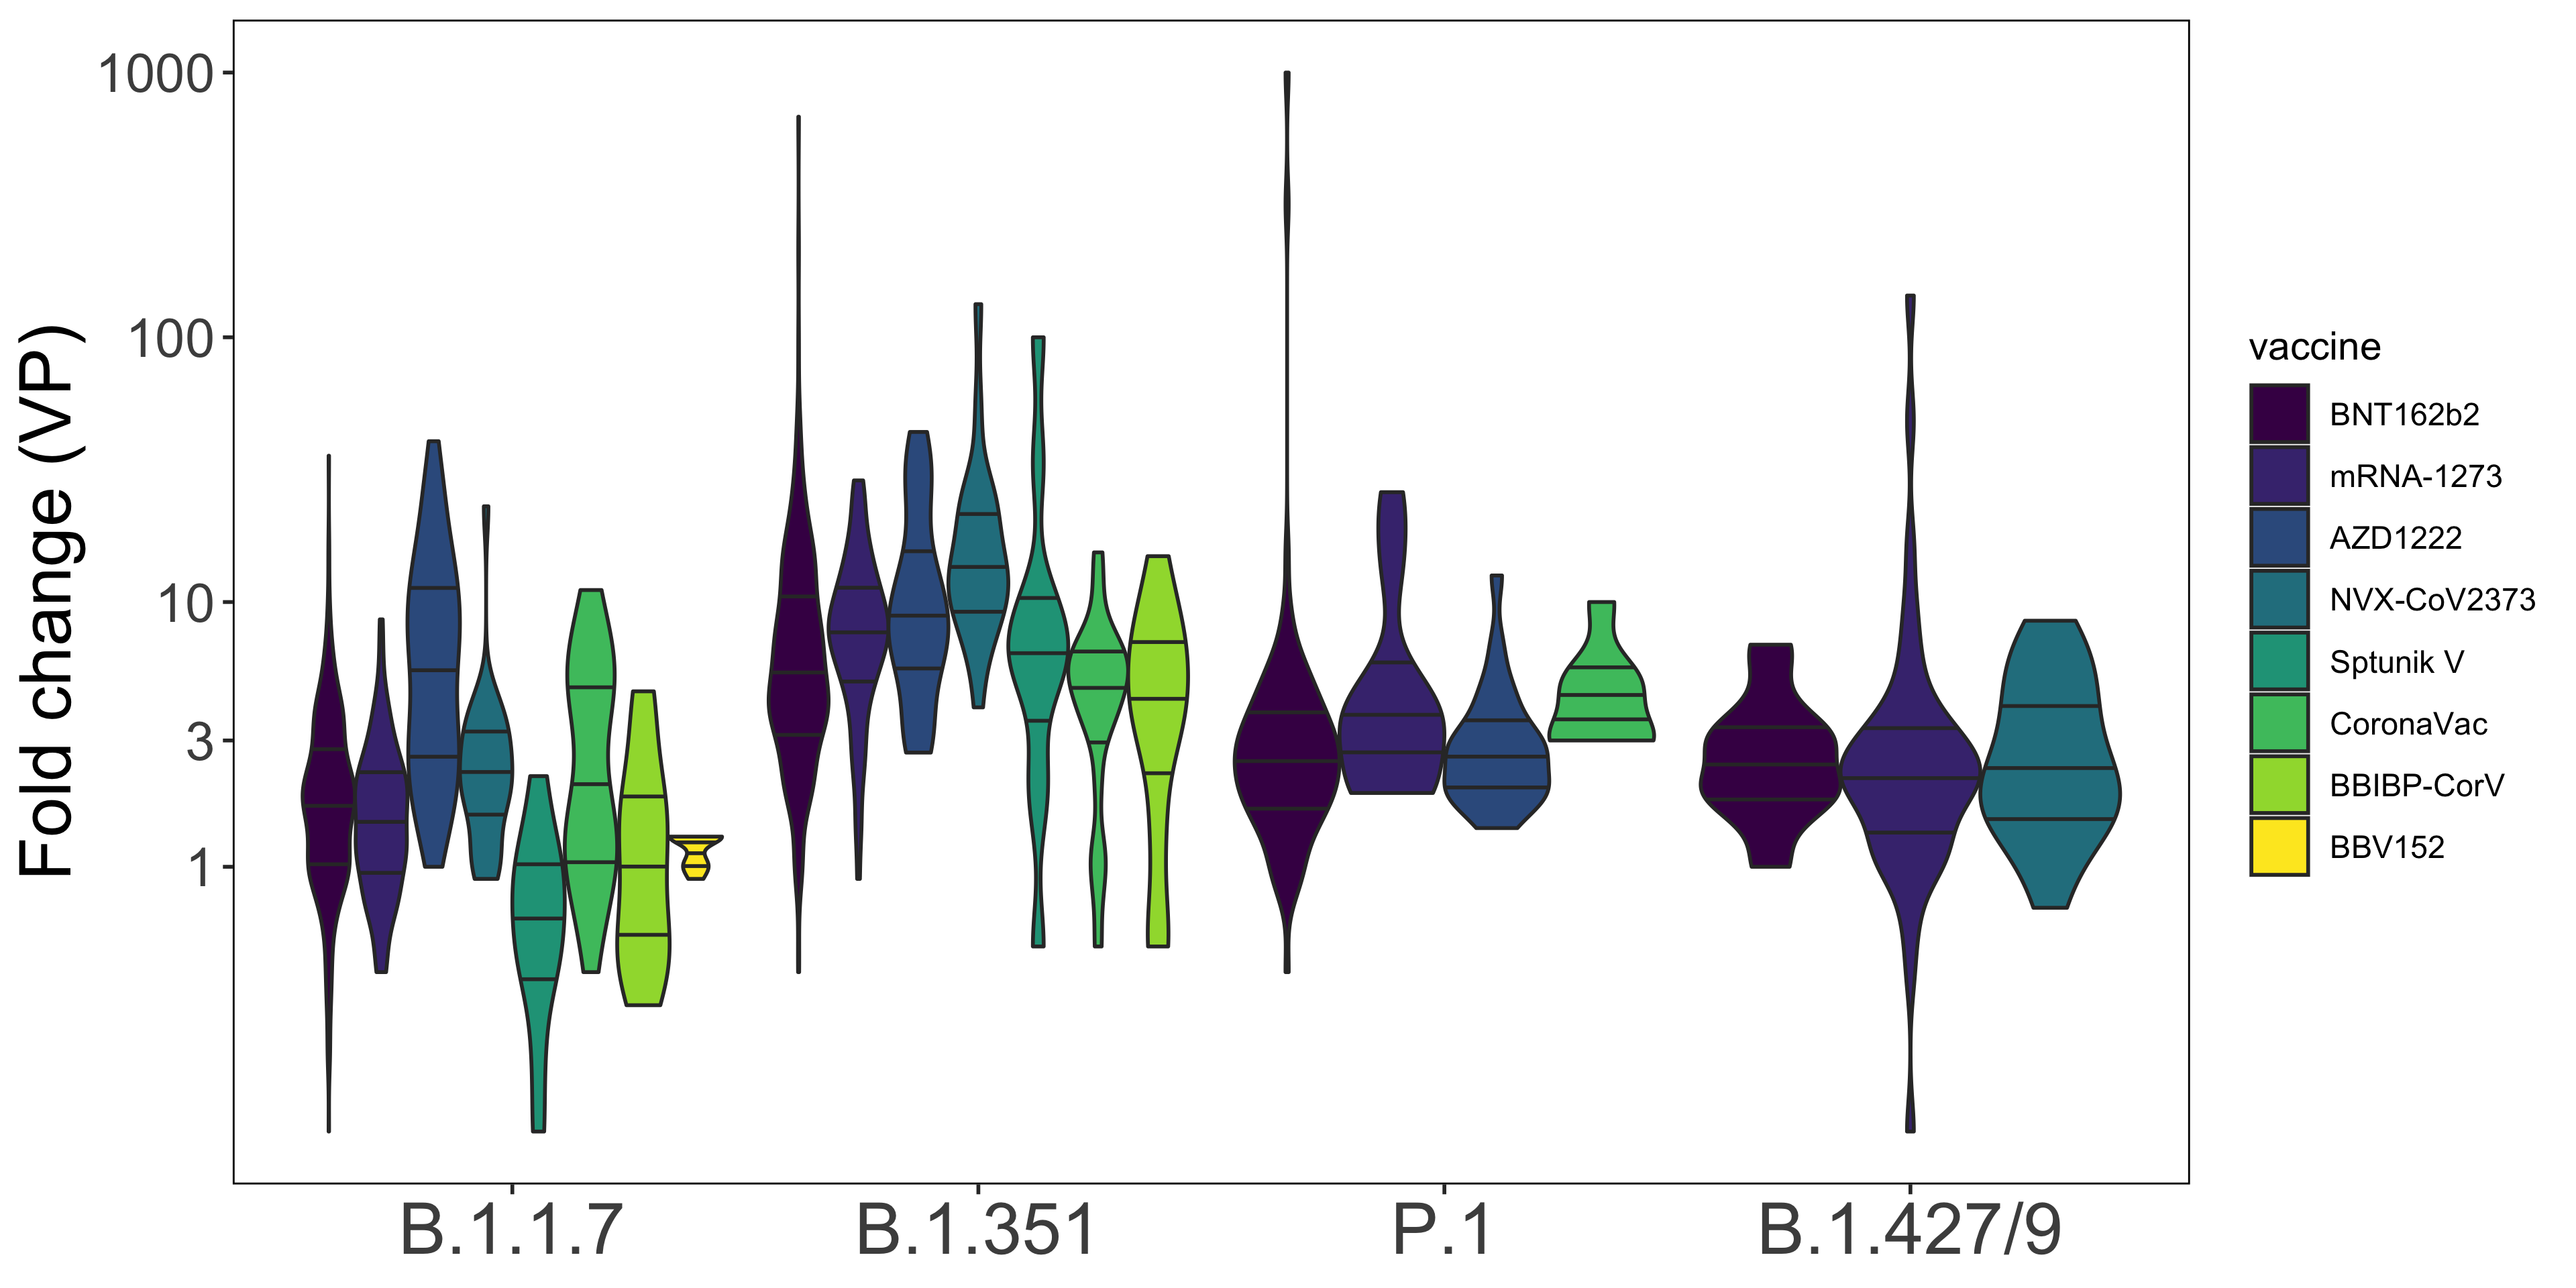 Fold change (VP)
1000
100
10
3
1
B.1.1.7
B.1.351
P.1
B.1.427/9
vaccine
BNT162b2
mRNA-1273
AZD1222
NVX-CoV2373
Sptunik V
CoronaVac
BBIBP-CorV
BBV152